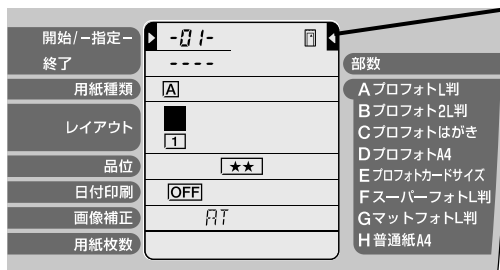 開始/-指定-
-01-
終了
----
部数
用紙種類
A
レイアウト
1
品位
★★
日付印刷
OFF
画像補正
AT
用紙枚数
AプロフォトL判
Bプロフォト2L判
Cプロフォトはがき
DプロフォトA4
Eプロフォトカードサイズ
FスーパーフォトL判
GマットフォトL判
H普通紙A4